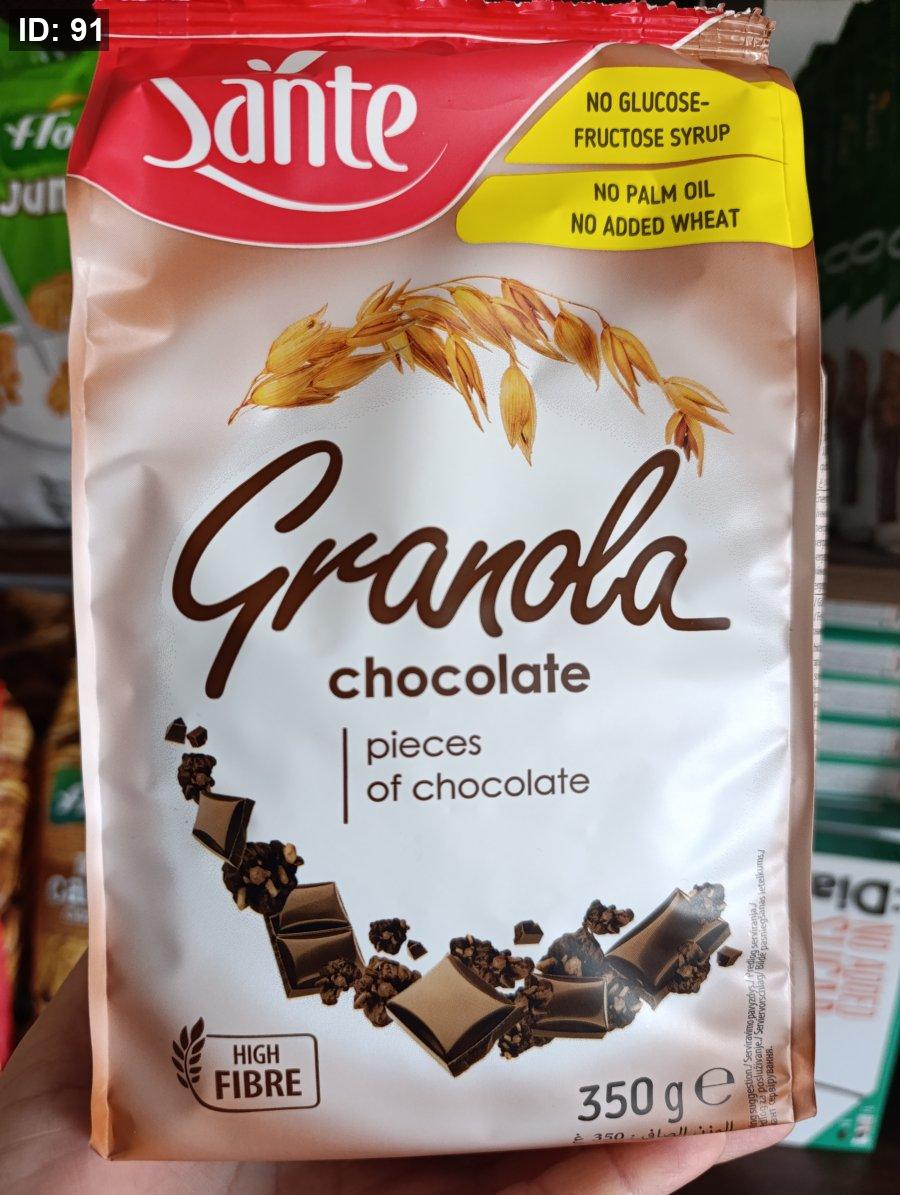 ID: 91
Sante
NO GLUCOSE-
FRUCTOSE SYRUP
NO PALM OIL
NO ADDED WHEAT
Granola
chocolate
pieces
of chocolate
HIGH
FIBRE
350 g ℮